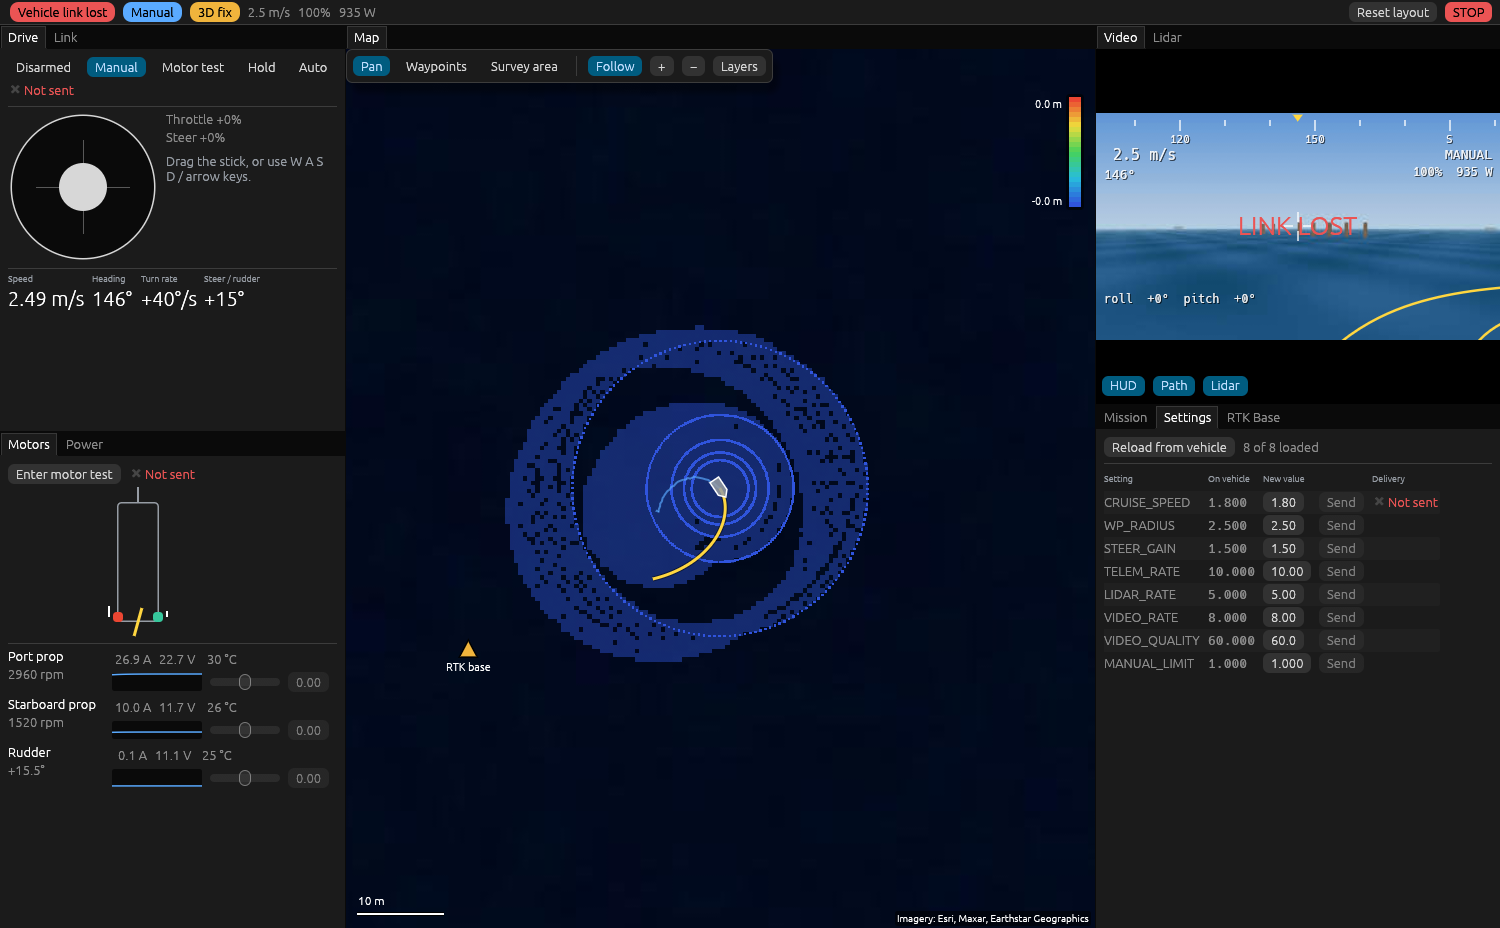 Vehicle link lost Manual 3D fix 2.5 m/s 100% 935 W Reset layout STOP
Drive Link
Disarmed Manual Motor test Hold Auto
Not sent
Throttle +0%
Steer +0%
Drag the stick, or use W A S
D / arrow keys.
Speed Heading Turn rate Steer / rudder
2.49 m/s 146° +40°/s +15°
Motors Power
Enter motor test Not sent
Port prop 26.9 A 22.7 V 30 °C
2960 rpm 0.00
Starboard prop 10.0 A 11.7 V 26 °C
1520 rpm 0.00
Rudder 0.1 A 11.1 V 25 °C
+15.5° 0.00
Map
Pan Waypoints Survey area Follow + − Layers
0.0 m
-0.0 m
RTK base
10 m
Imagery: Esri, Maxar, Earthstar Geographics
Video Lidar
120 150 S
2.5 m/s MANUAL
146° 100% 935 W
LINK LOST
roll +0° pitch +0°
HUD Path Lidar
Mission Settings RTK Base
Reload from vehicle 8 of 8 loaded
Setting On vehicle New value Delivery
CRUISE_SPEED 1.800 1.80 Send Not sent
WP_RADIUS 2.500 2.50 Send
STEER_GAIN 1.500 1.50 Send
TELEM_RATE 10.000 10.00 Send
LIDAR_RATE 5.000 5.00 Send
VIDEO_RATE 8.000 8.00 Send
VIDEO_QUALITY 60.000 60.0 Send
MANUAL_LIMIT 1.000 1.000 Send